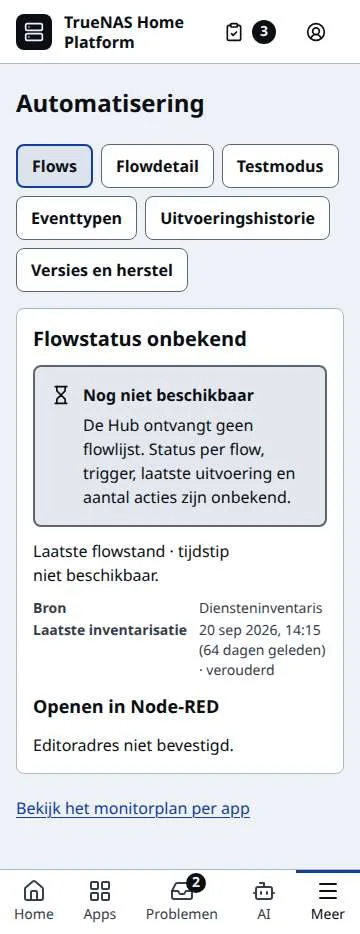 TrueNAS Home
Platform
3
Automatisering
Flows
Flowdetail
Testmodus
Eventtypen
Uitvoeringshistorie
Versies en herstel
Flowstatus onbekend
Nog niet beschikbaar
De Hub ontvangt geen
flowlijst. Status per flow,
trigger, laatste uitvoering en
aantal acties zijn onbekend.
Laatste flowstand · tijdstip
niet beschikbaar.
Bron Diensteninventaris
Laatste inventarisatie 20 sep 2026, 14:15
(64 dagen geleden)
· verouderd
Openen in Node-RED
Editoradres niet bevestigd.
Bekijk het monitorplan per app
2
Home Apps Problemen AI Meer